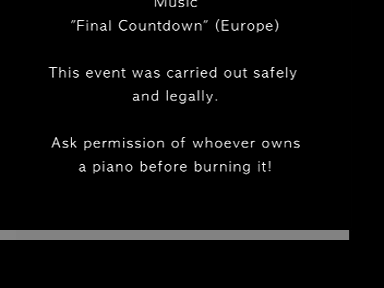 Music
"Final Countdown" (Europe)
This event was carried out safely
and legally.
Ask permission of whoever owns
a piano before burning it!